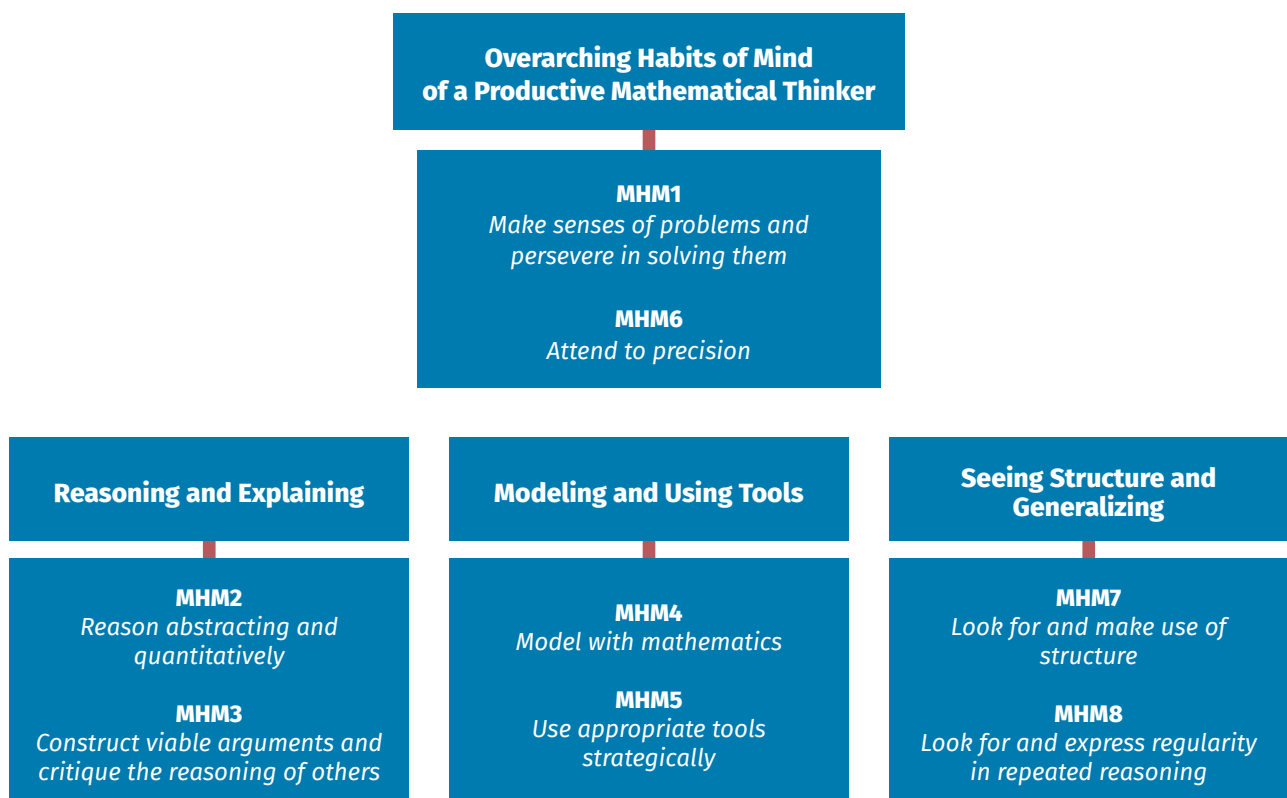 Overarching Habits of Mind
of a Productive Mathematical Thinker
MHM1
Make senses of problems and
persevere in solving them
MHM6
Attend to precision
Reasoning and Explaining
MHM2
Reason abstracting and
quantitatively
MHM3
Construct viable arguments and
critique the reasoning of others
Modeling and Using Tools
MHM4
Model with mathematics
MHM5
Use appropriate tools
strategically
Seeing Structure and
Generalizing
MHM7
Look for and make use of
structure
MHM8
Look for and express regularity
in repeated reasoning